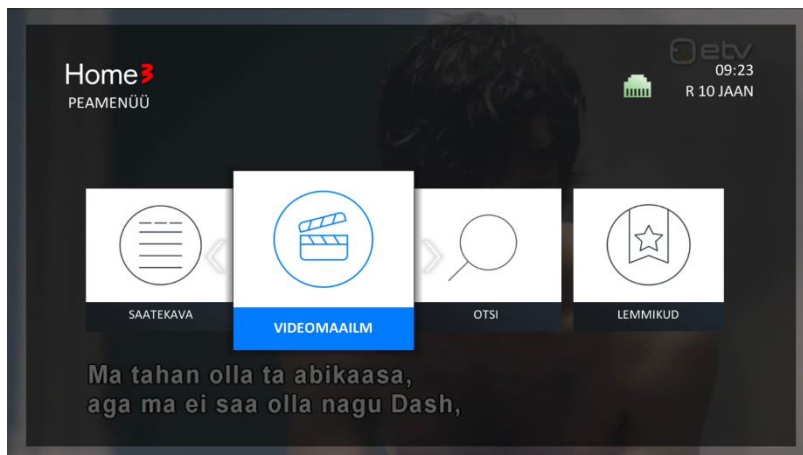 Home3
PEAMENÜÜ
etv
09:23
R 10 JAAN
SAATEKAVA
VIDEOMAAILM
OTSI
LEMMIKUD
Ma tahan olla ta abikaasa,
aga ma ei saa olla nagu Dash,